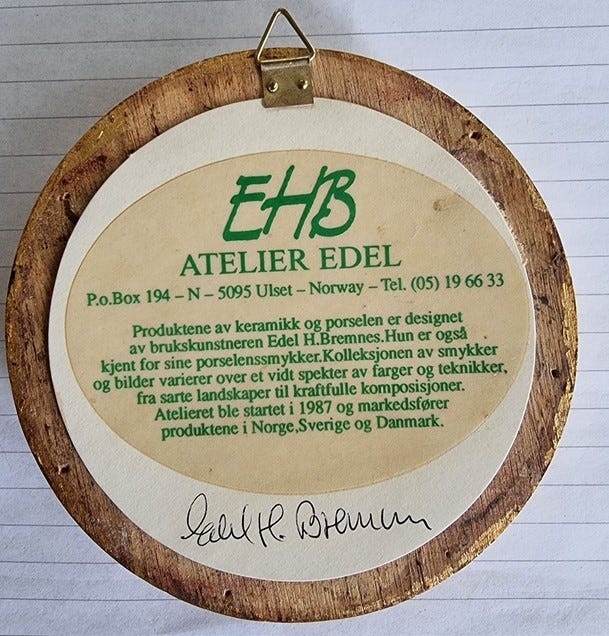 EHB
ATELIER EDEL
P.o.Box 194 – N – 5095 Ulset – Norway – Tel. (05) 19 66 33
Produktene av keramikk og porselen er designet
av brukskunstneren Edel H.Bremnes.Hun er også
kjent for sine porselenssmykker.Kolleksjonen av smykker
og bilder varierer over et vidt spekter av farger og teknikker,
fra sarte landskaper til kraftfulle komposisjoner.
Atelieret ble startet i 1987 og markedsfører
produktene i Norge,Sverige og Danmark.
Edel H. Bremnes